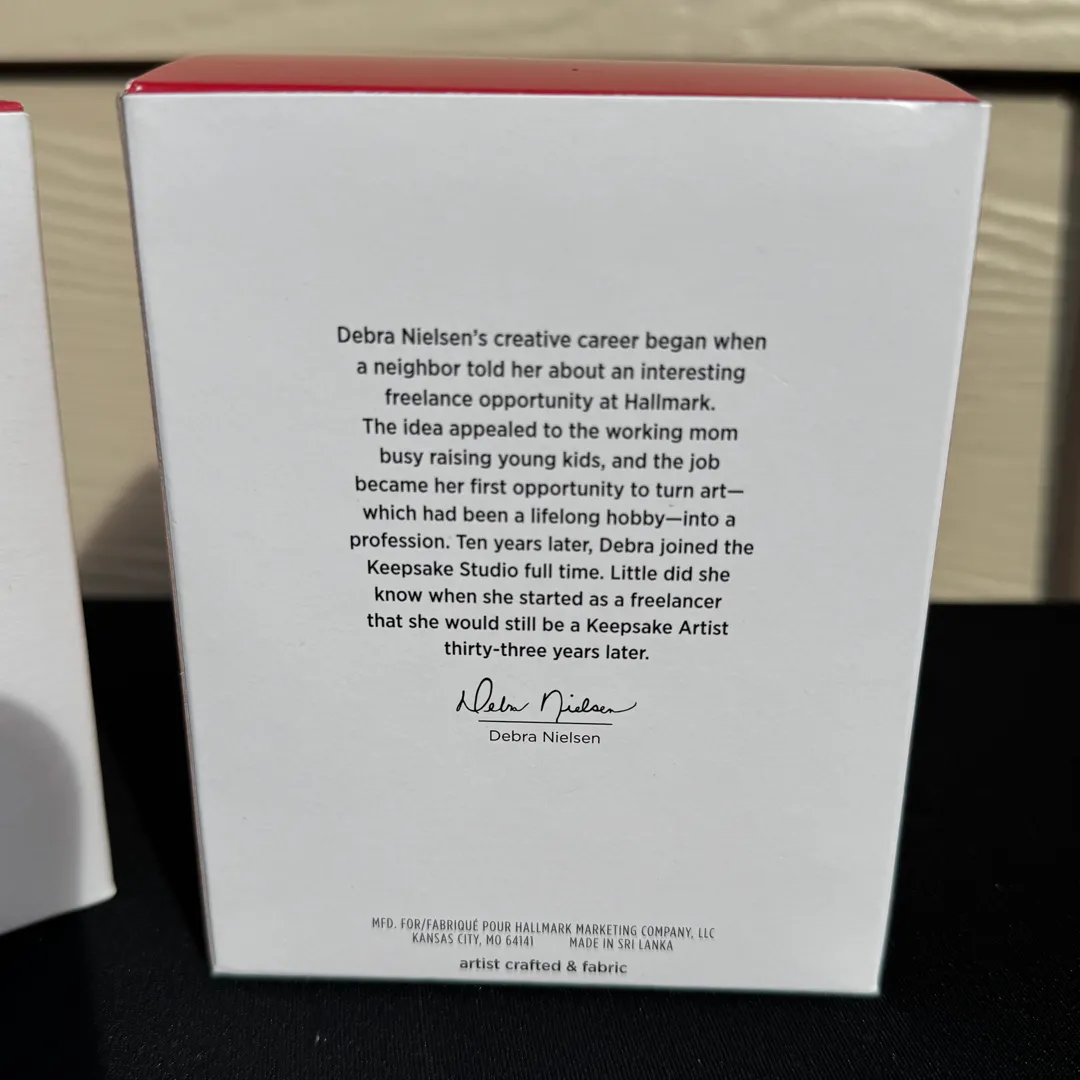 Debra Nielsen's creative career began when
a neighbor told her about an interesting
freelance opportunity at Hallmark.
The idea appealed to the working mom
busy raising young kids, and the job
became her first opportunity to turn art—
which had been a lifelong hobby—into a
profession. Ten years later, Debra joined the
Keepsake Studio full time. Little did she
know when she started as a freelancer
that she would still be a Keepsake Artist
thirty-three years later.
Debra Nielsen
Debra Nielsen
MFD. FOR/FABRIQUÉ POUR HALLMARK MARKETING COMPANY, LLC
KANSAS CITY, MO 64141 MADE IN SRI LANKA
artist crafted & fabric